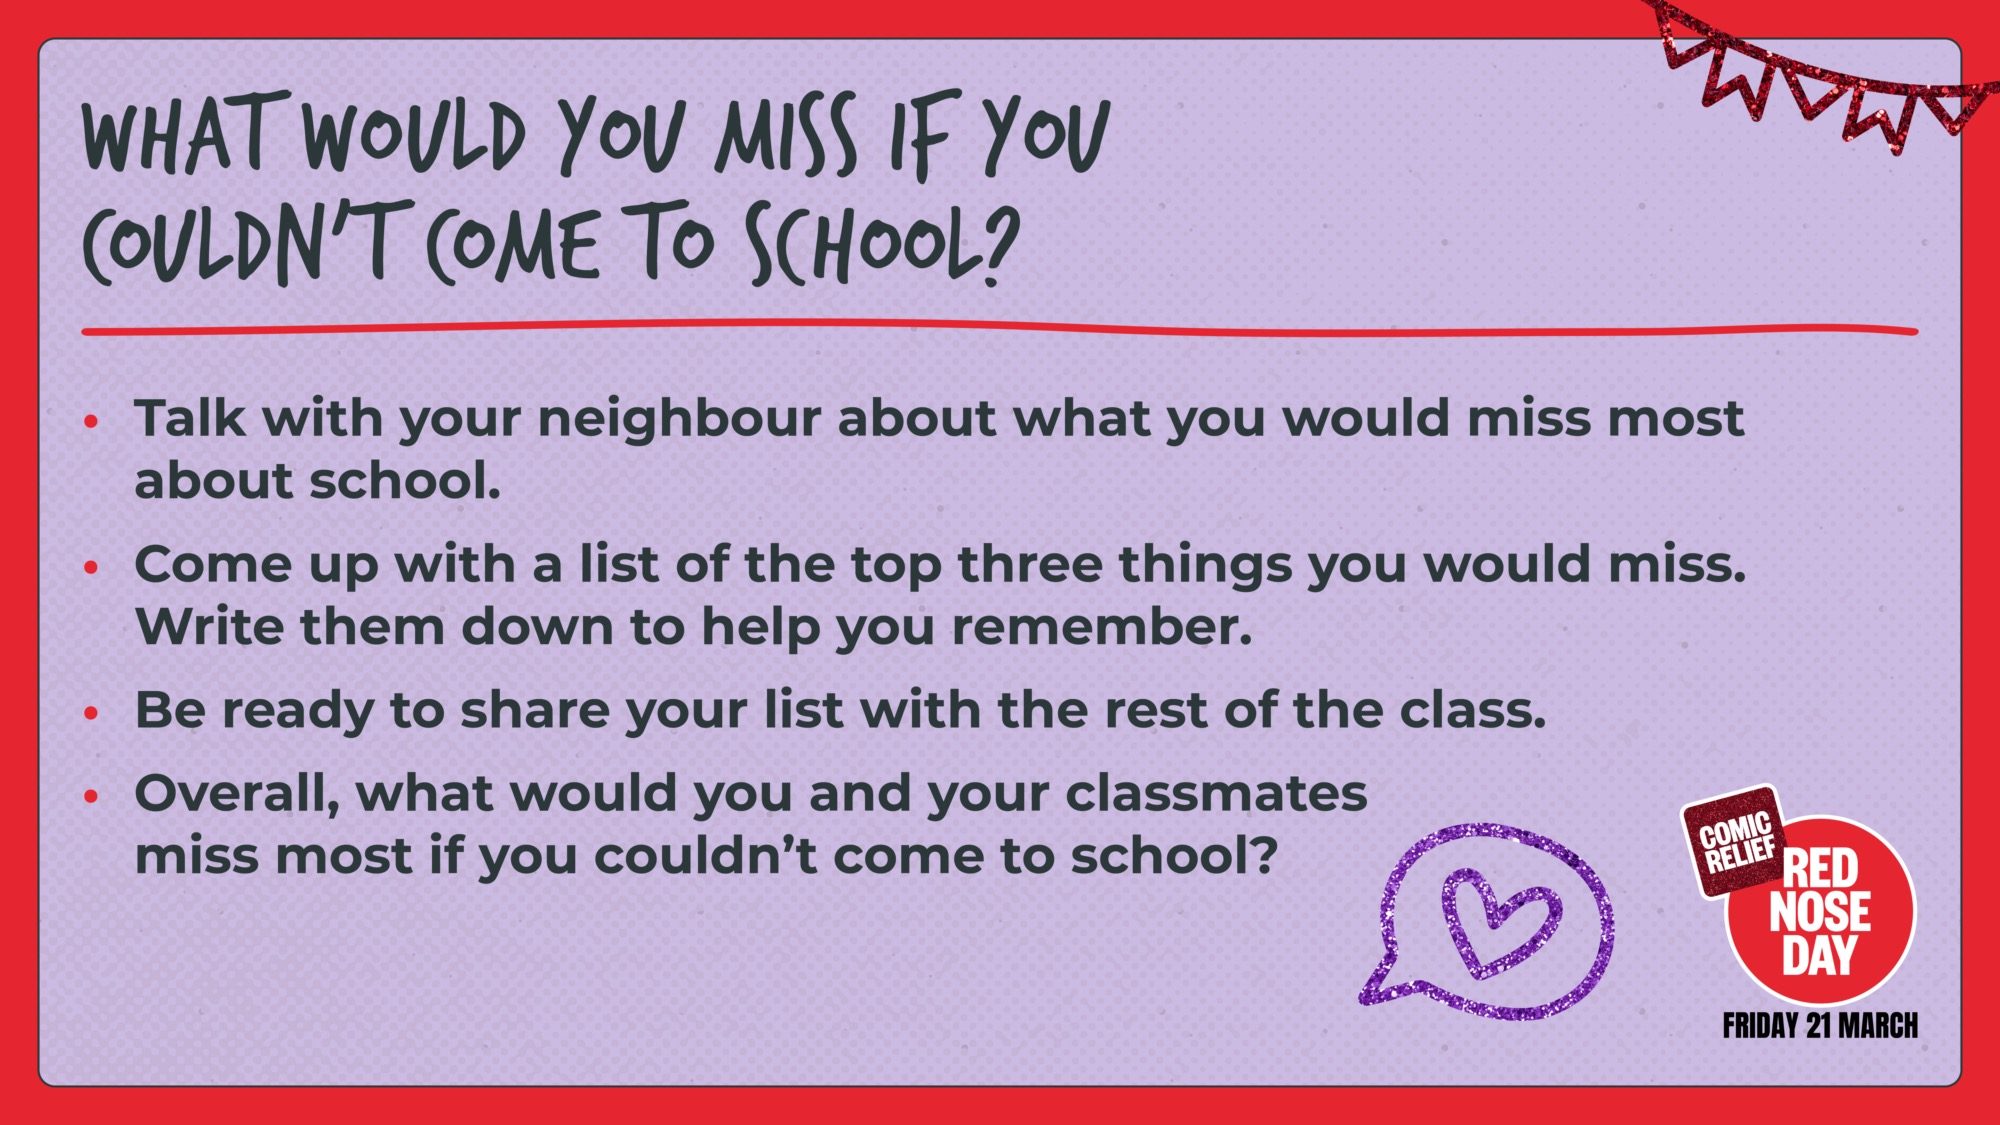 WHAT WOULD YOU MISS IF YOU
COULDN'T COME TO SCHOOL?
• Talk with your neighbour about what you would miss most
about school.
• Come up with a list of the top three things you would miss.
Write them down to help you remember.
• Be ready to share your list with the rest of the class.
• Overall, what would you and your classmates
miss most if you couldn’t come to school?
COMIC
RELIEF
RED
NOSE
DAY
FRIDAY 21 MARCH